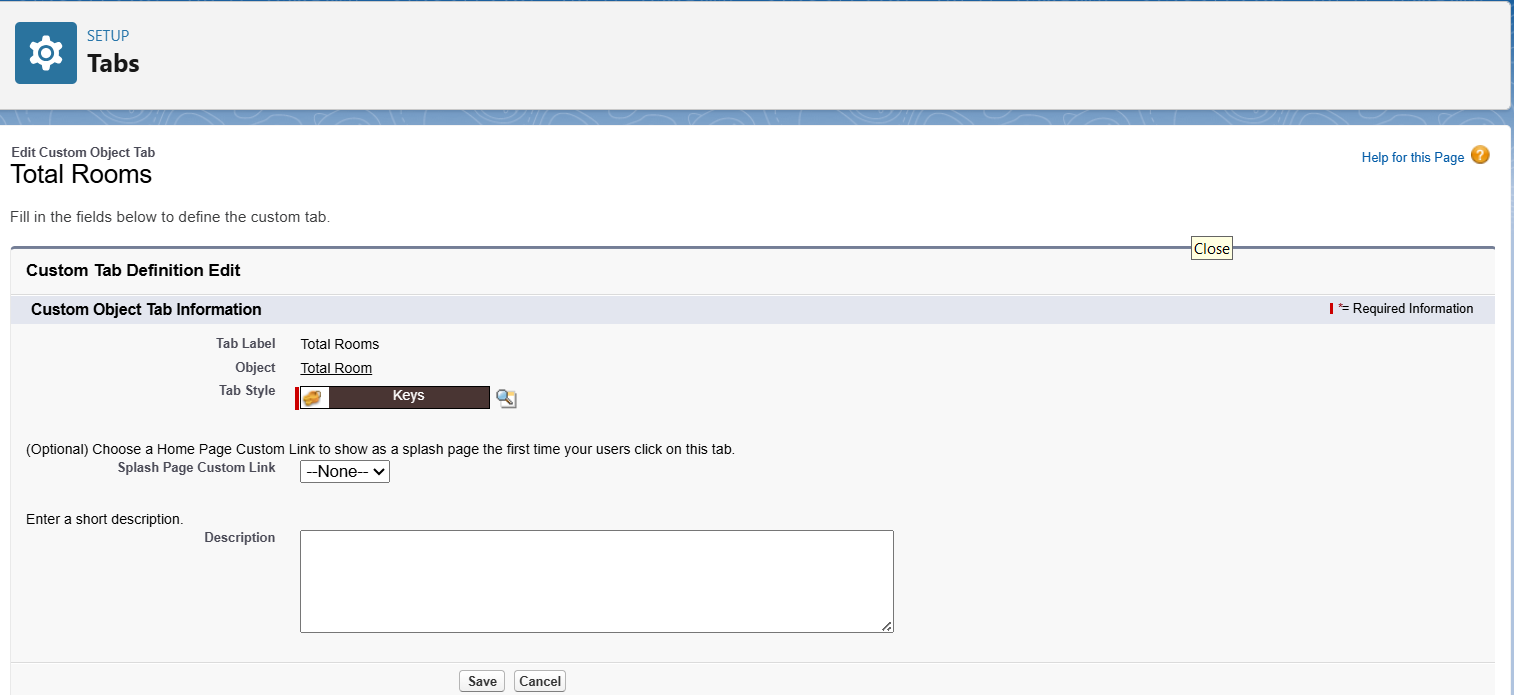 SETUP
Tabs
Edit Custom Object Tab
Total Rooms
Help for this Page ?
Fill in the fields below to define the custom tab.
Close
Custom Tab Definition Edit
Custom Object Tab Information
*= Required Information
Tab Label Total Rooms
Object Total Room
Tab Style Keys
(Optional) Choose a Home Page Custom Link to show as a splash page the first time your users click on this tab.
Splash Page Custom Link --None--
Enter a short description.
Description
Save Cancel